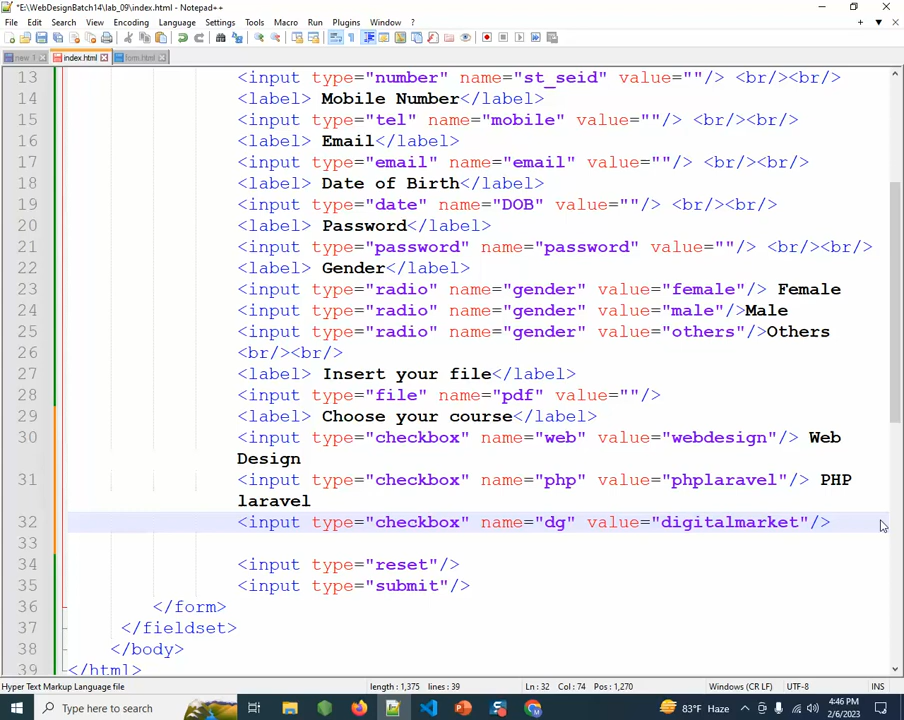 *E:\WebDesignBatch14\lab_09\index.html - Notepad++
File Edit Search View Encoding Language Settings Tools Macro Run Plugins Window ?
new 1 index.html form.html
13 <input type="number" name="st_seid" value=""/> <br/><br/>
14 <label> Mobile Number</label>
15 <input type="tel" name="mobile" value=""/> <br/><br/>
16 <label> Email</label>
17 <input type="email" name="email" value=""/> <br/><br/>
18 <label> Date of Birth</label>
19 <input type="date" name="DOB" value=""/> <br/><br/>
20 <label> Password</label>
21 <input type="password" name="password" value=""/> <br/><br/>
22 <label> Gender</label>
23 <input type="radio" name="gender" value="female"/> Female
24 <input type="radio" name="gender" value="male"/>Male
25 <input type="radio" name="gender" value="others"/>Others
26 <br/><br/>
27 <label> Insert your file</label>
28 <input type="file" name="pdf" value=""/>
29 <label> Choose your course</label>
30 <input type="checkbox" name="web" value="webdesign"/> Web
Design
31 <input type="checkbox" name="php" value="phplaravel"/> PHP
laravel
32 <input type="checkbox" name="dg" value="digitalmarket"/>
33
34 <input type="reset"/>
35 <input type="submit"/>
36 </form>
37 </fieldset>
38 </body>
39 </html>
Hyper Text Markup Language file length : 1,375 lines : 39 Ln : 32 Col : 74 Pos : 1,270 Windows (CR LF) UTF-8 INS
Type here to search 83°F Haze 4:46 PM
2/6/2023